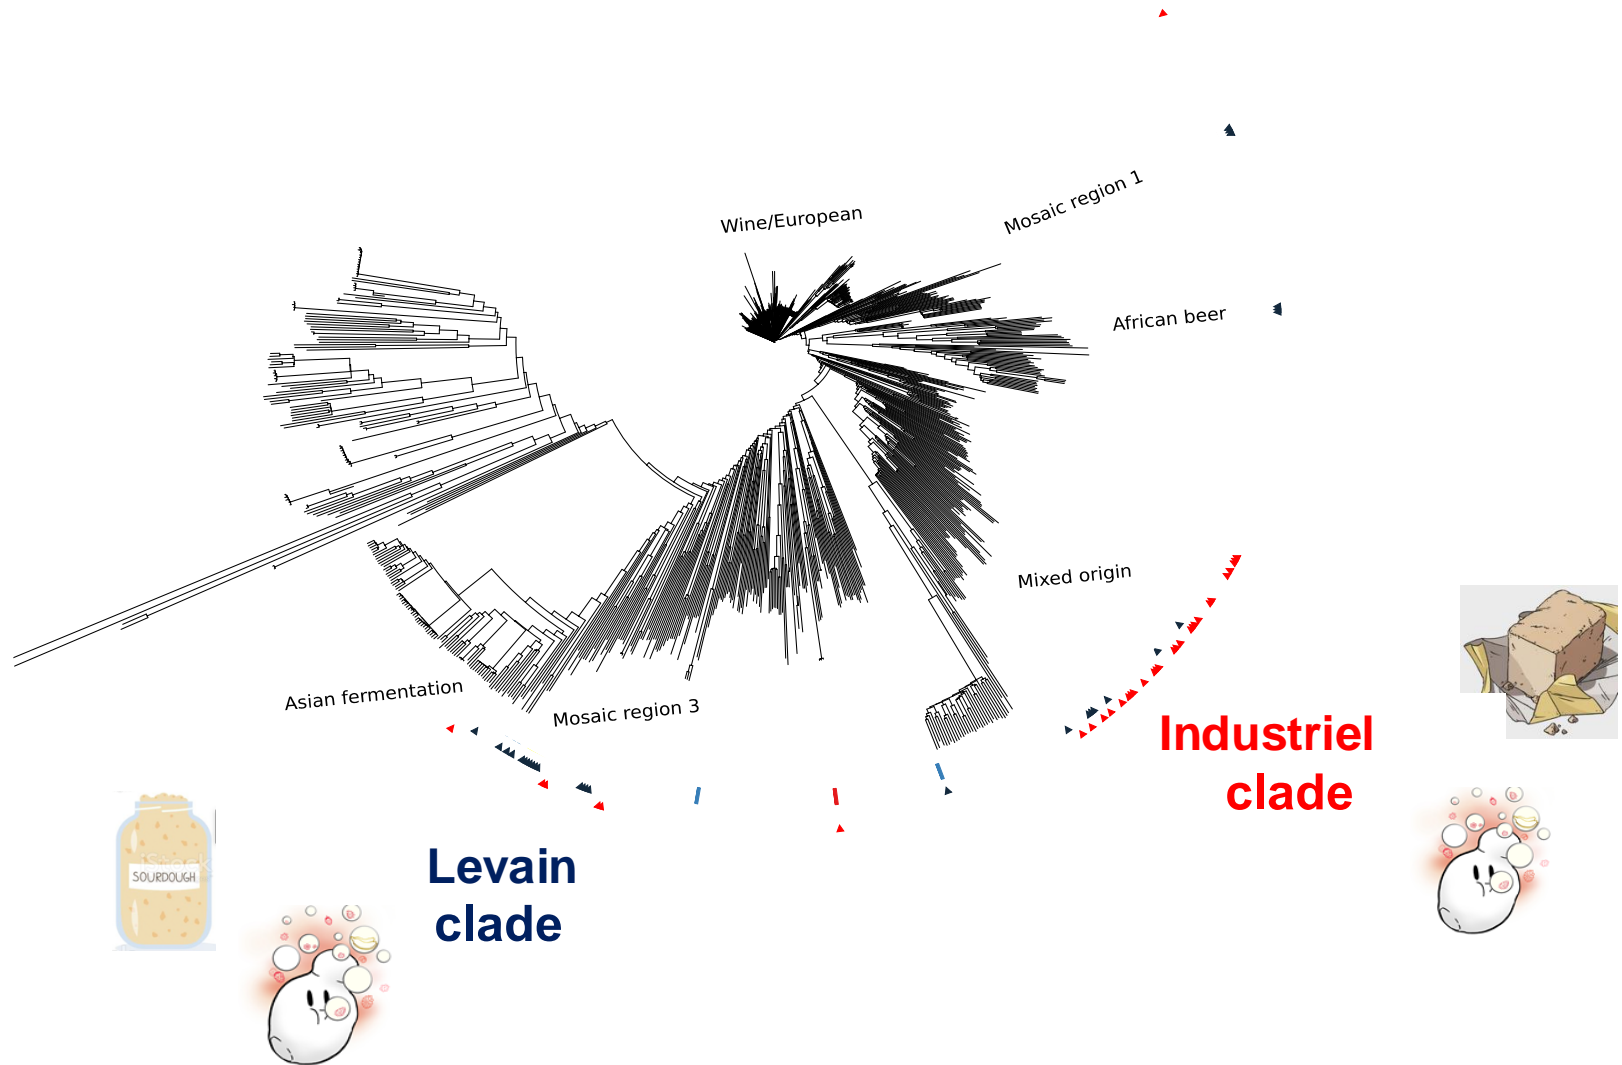 Wine/European
Mosaic region 1
African beer
Mixed origin
Asian fermentation
Mosaic region 3
Industriel
clade
Levain
clade
iStock
SOURDOUGH